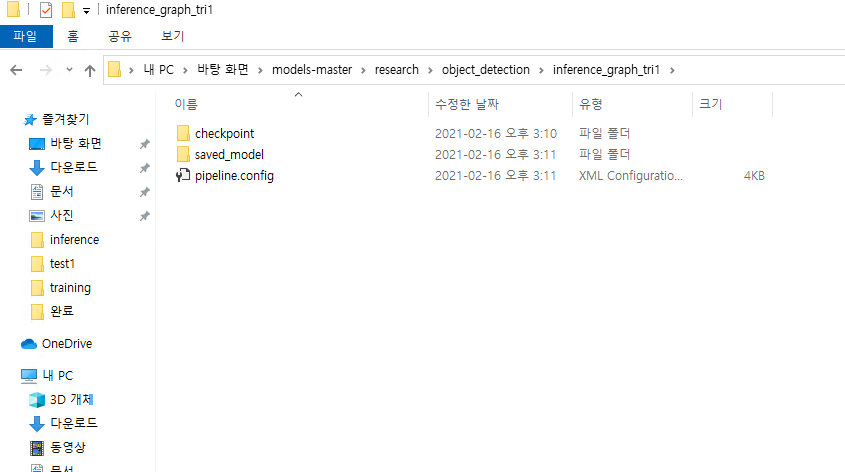 inference_graph_tri1
파일 홈 공유 보기
내 PC 바탕 화면 models-master research object_detection inference_graph_tri1
이름 수정한 날짜 유형 크기
즐겨찾기
바탕 화면
다운로드
문서
사진
inference
test1
training
완료
OneDrive
내 PC
3D 개체
다운로드
동영상
문서
checkpoint 2021-02-16 오후 3:10 파일 폴더
saved_model 2021-02-16 오후 3:11 파일 폴더
pipeline.config 2021-02-16 오후 3:11 XML Configuratio... 4KB